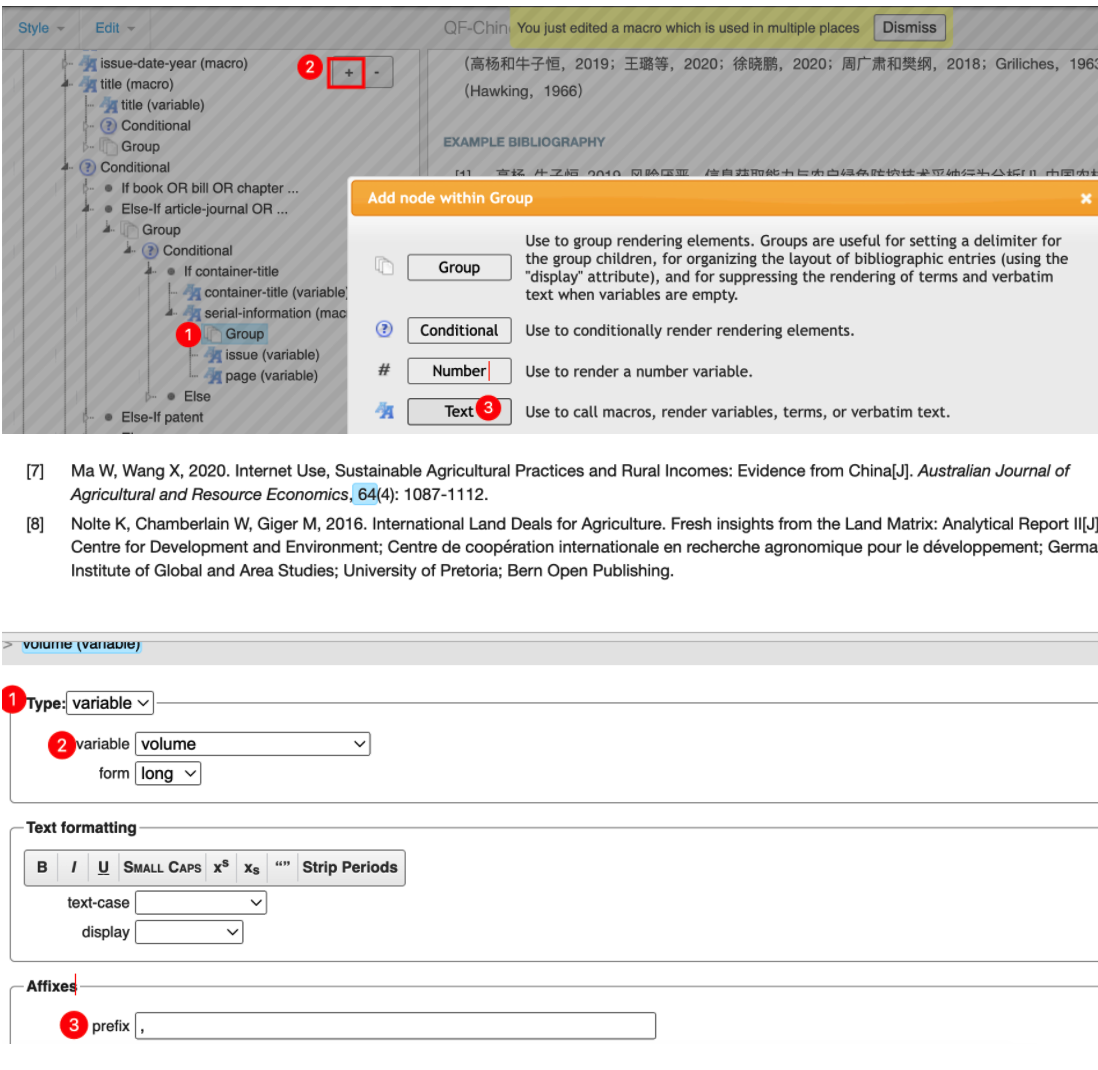 Style Edit QF-Chin You just edited a macro which is used in multiple places Dismiss
issue-date-year (macro)
2 + -
title (macro)
title (variable)
Conditional
Group
Conditional
If book OR bill OR chapter ...
Else-If article-journal OR ...
Group
Conditional
If container-title
container-title (variable)
serial-information (mac
1 Group
issue (variable)
page (variable)
Else
Else-If patent
(高杨和牛子恒，2019；王璐等，2020；徐晓鹏，2020；周广肃和樊纲，2018；Griliches，1963
(Hawking，1966）
EXAMPLE BIBLIOGRAPHY
Add node within Group
Group Use to group rendering elements. Groups are useful for setting a delimiter for
the group children, for organizing the layout of bibliographic entries (using the
"display" attribute), and for suppressing the rendering of terms and verbatim
text when variables are empty.
Conditional Use to conditionally render rendering elements.
# Number Use to render a number variable.
Text 3 Use to call macros, render variables, terms, or verbatim text.
[7] Ma W, Wang X, 2020. Internet Use, Sustainable Agricultural Practices and Rural Incomes: Evidence from China[J]. Australian Journal of
Agricultural and Resource Economics, 64(4): 1087-1112.
[8] Nolte K, Chamberlain W, Giger M, 2016. International Land Deals for Agriculture. Fresh insights from the Land Matrix: Analytical Report II[J]
Centre for Development and Environment; Centre de coopération internationale en recherche agronomique pour le développement; Germa
Institute of Global and Area Studies; University of Pretoria; Bern Open Publishing.
> volume (variable)
1 Type: variable
2 variable volume
form long
Text formatting
B I U SMALL CAPS xs xs “” Strip Periods
text-case
display
Affixes
3 prefix ,